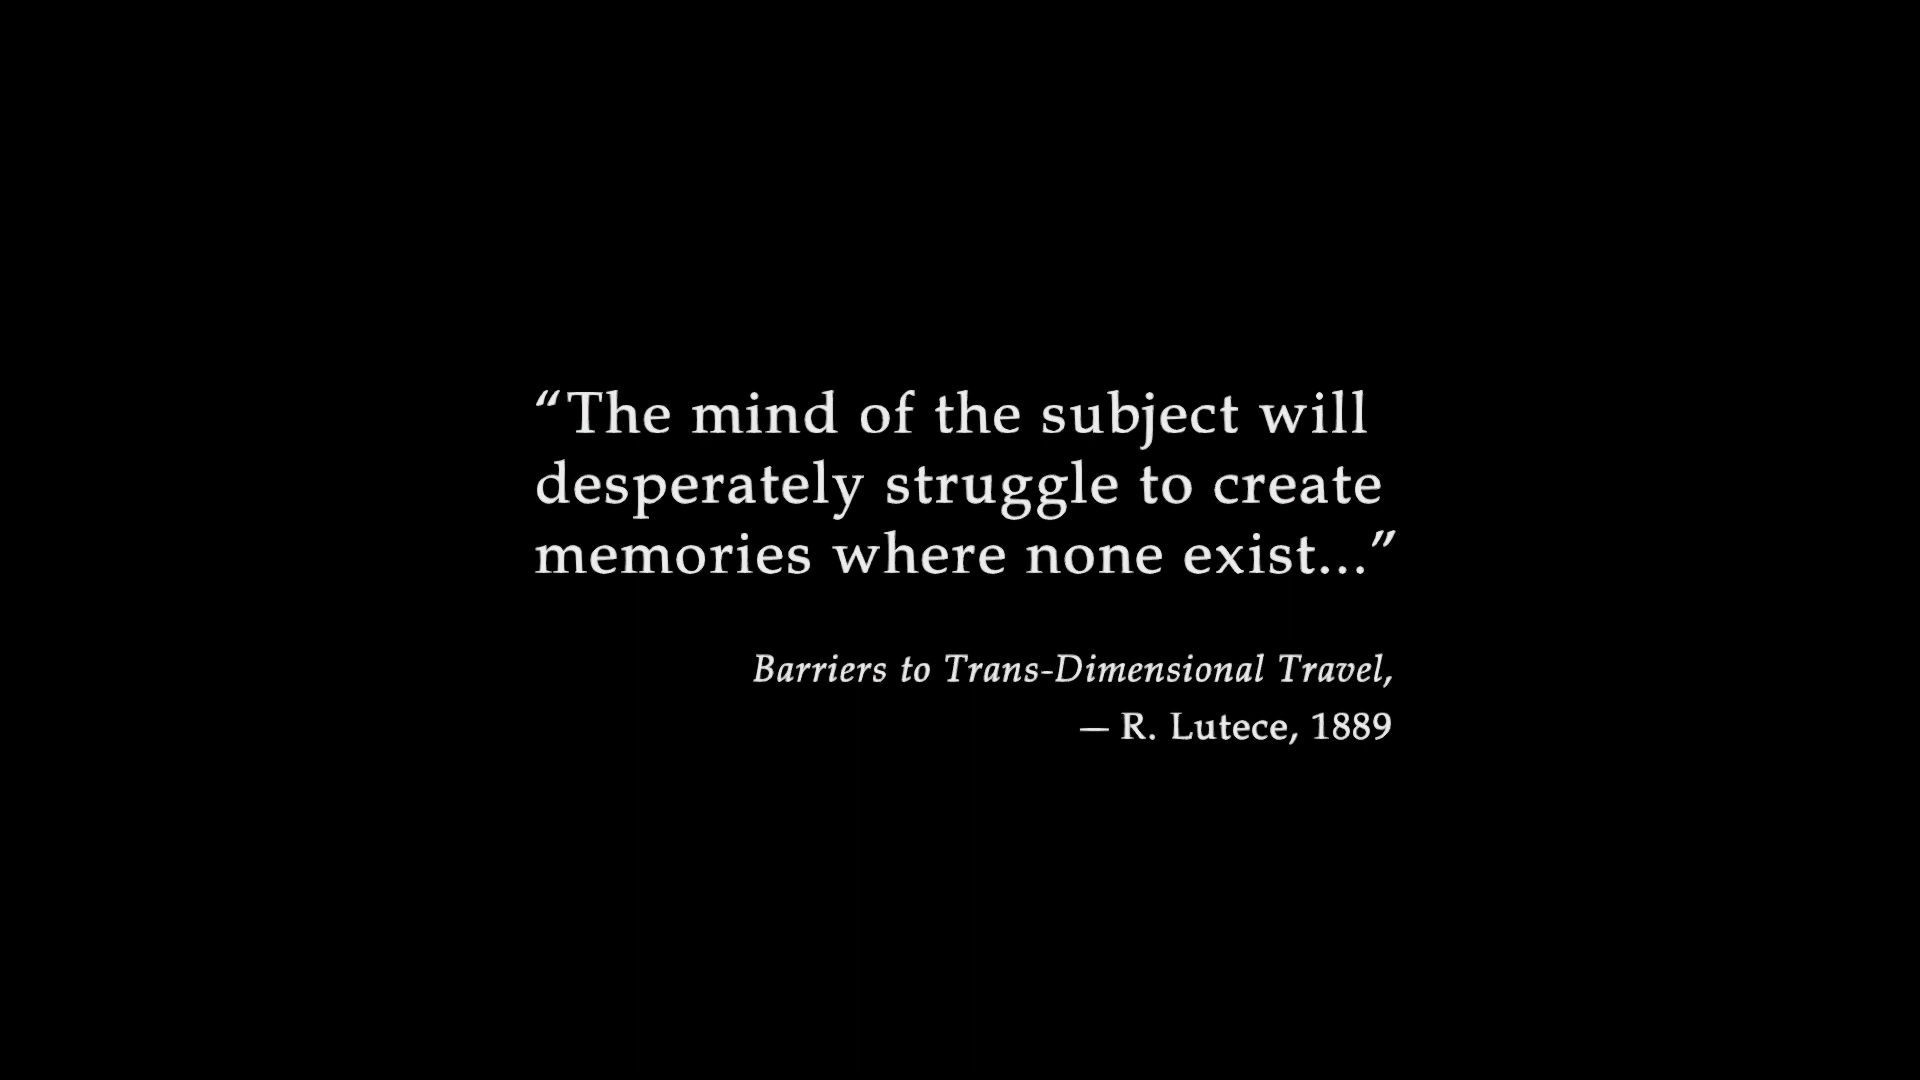 “The mind of the subject will
desperately struggle to create
memories where none exist...”
Barriers to Trans-Dimensional Travel,
— R. Lutece, 1889